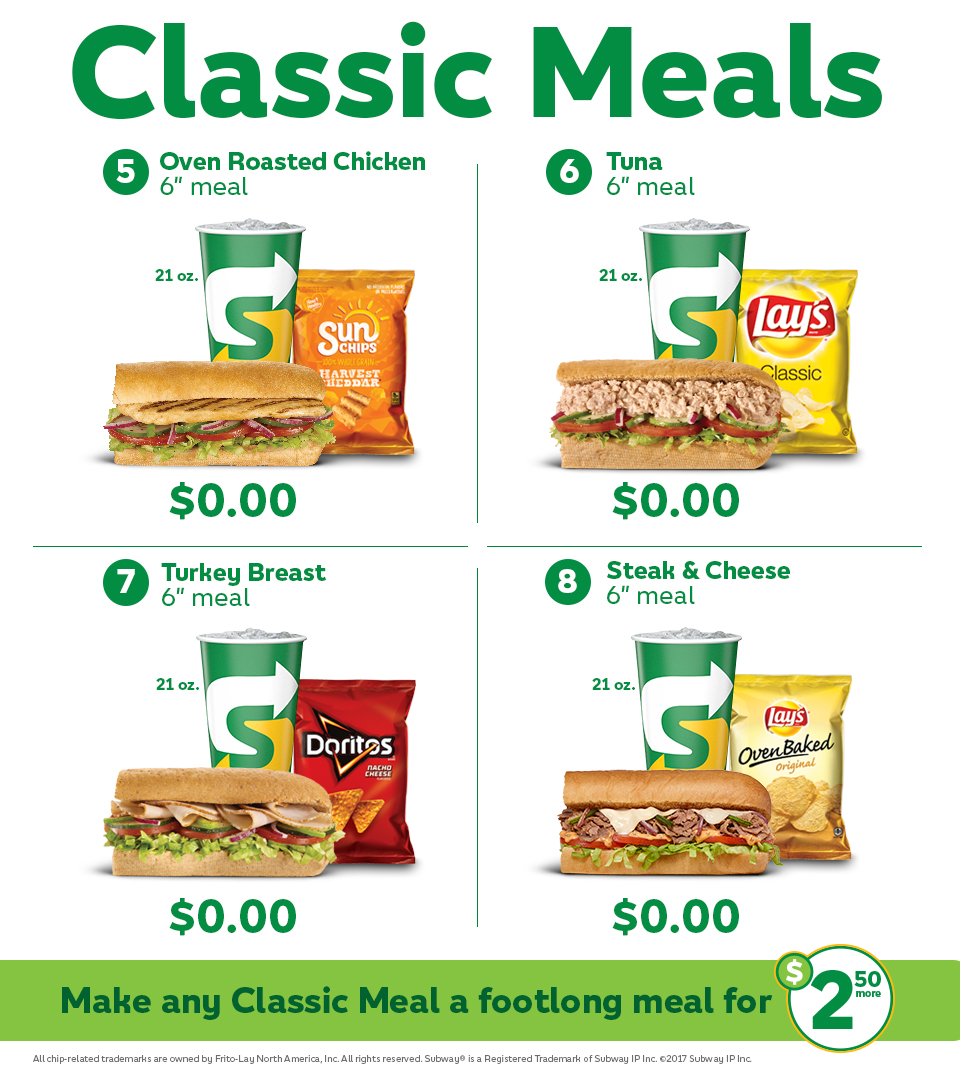 Classic Meals
5 Oven Roasted Chicken
6" meal
21 oz.
Sun
CHIPS
100% WHOLE GRAIN
HARVEST
CHEDDAR
$0.00
6 Tuna
6" meal
21 oz.
Lay's
Classic
$0.00
7 Turkey Breast
6" meal
21 oz.
S
Doritos
NACHO
CHEESE
$0.00
8 Steak & Cheese
6" meal
21 oz.
Lay's
Oven Baked
Original
$0.00
Make any Classic Meal a footlong meal for $2 50 more
All chip-related trademarks are owned by Frito-Lay North America, Inc. All rights reserved. Subway® is a Registered Trademark of Subway IP Inc. ©2017 Subway IP Inc.